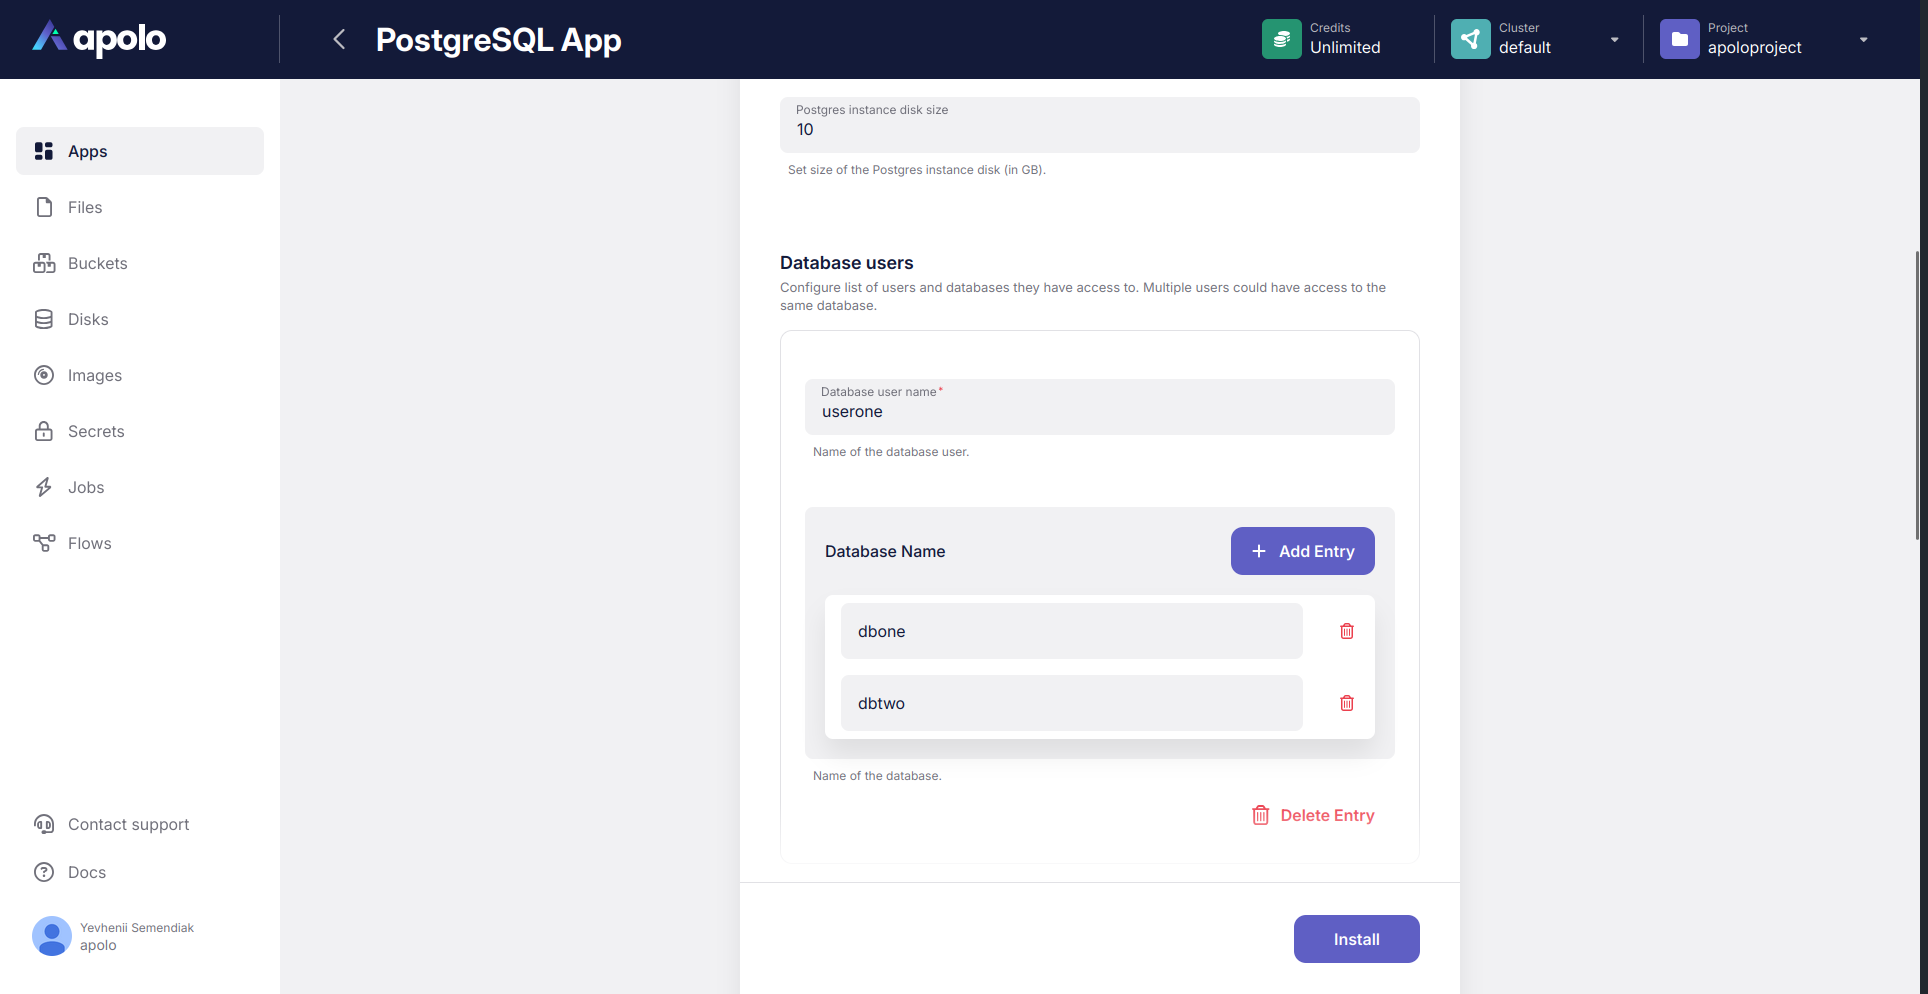 apolo
PostgreSQL App
Credits
Unlimited
Cluster
default
Project
apoloproject
Apps
Files
Buckets
Disks
Images
Secrets
Jobs
Flows
Contact support
Docs
Yevhenii Semendiak
apolo
Postgres instance disk size
10
Set size of the Postgres instance disk (in GB).
Database users
Configure list of users and databases they have access to. Multiple users could have access to the
same database.
Database user name*
userone
Name of the database user.
Database Name
+ Add Entry
dbone
dbtwo
Name of the database.
Delete Entry
Install